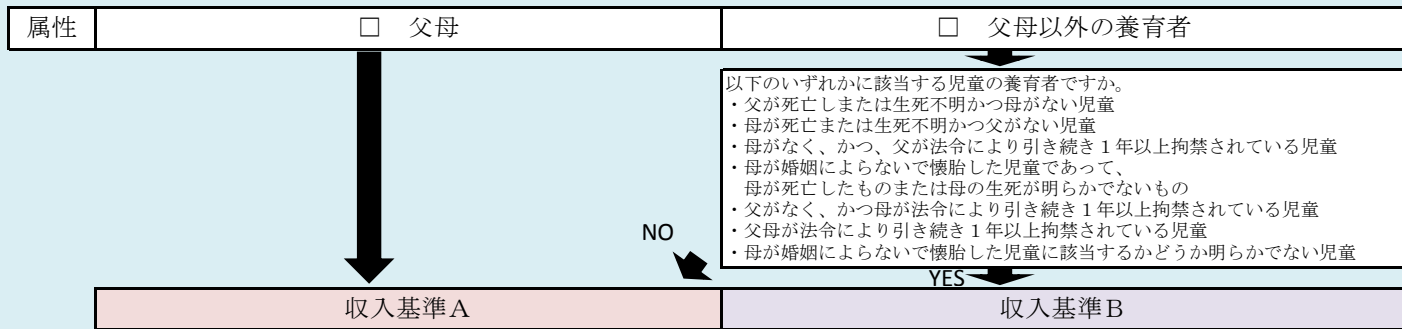 属性 □ 父母 □ 父母以外の養育者
以下のいずれかに該当する児童の養育者ですか。
・父が死亡しまたは生死不明かつ母がない児童
・母が死亡または生死不明かつ父がない児童
・母がなく、かつ、父が法令により引き続き１年以上拘禁されている児童
・母が婚姻によらないで懐胎した児童であって、
母が死亡したものまたは母の生死が明らかでないもの
・父がなく、かつ母が法令により引き続き１年以上拘禁されている児童
・父母が法令により引き続き１年以上拘禁されている児童
・母が婚姻によらないで懐胎した児童に該当するかどうか明らかでない児童
NO
YES
収入基準Ａ 収入基準Ｂ